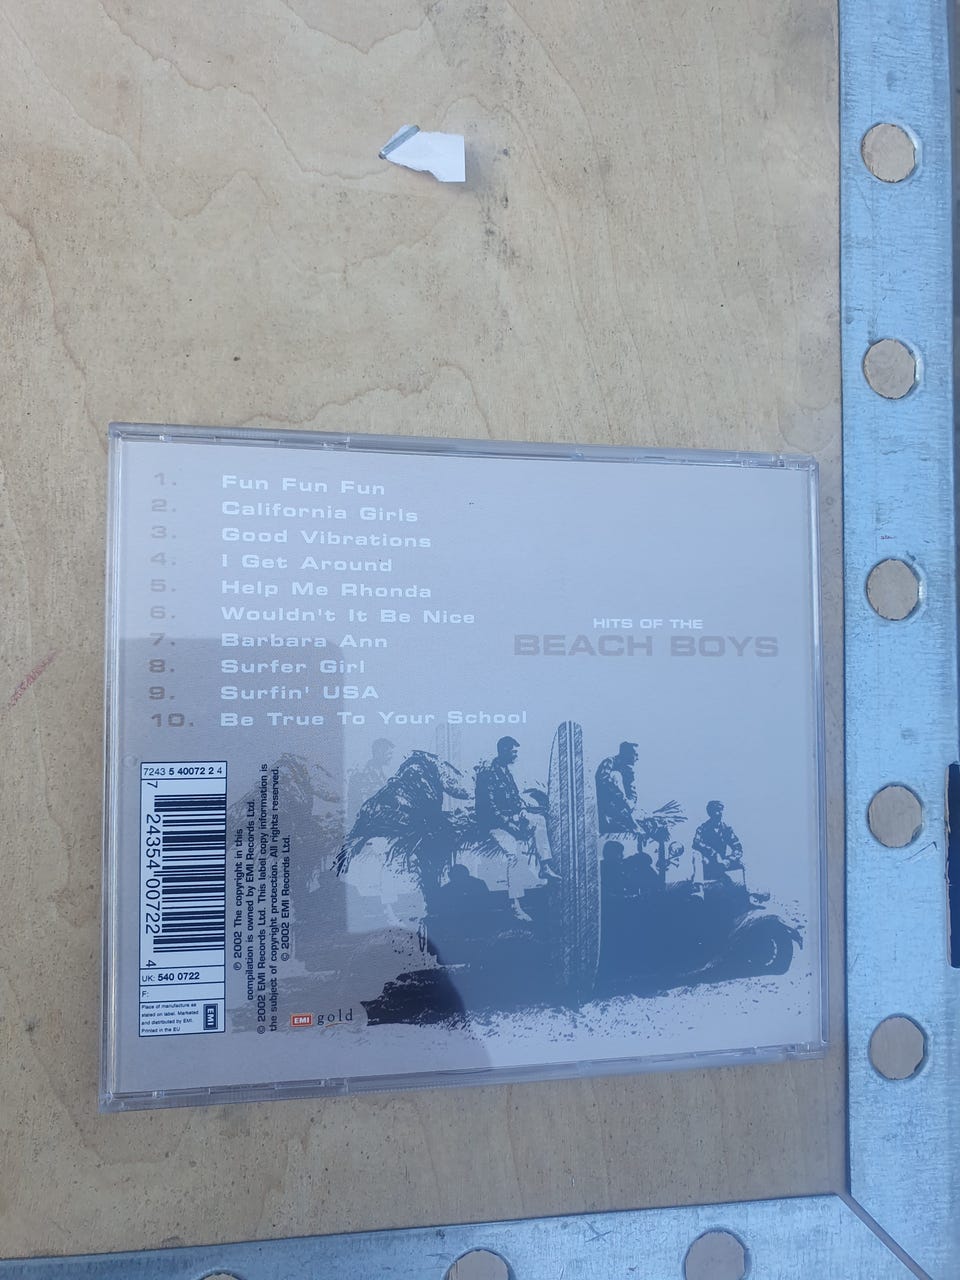 1. Fun Fun Fun
2. California Girls
3. Good Vibrations
4. I Get Around
5. Help Me Rhonda
6. Wouldn't It Be Nice
7. Barbara Ann
8. Surfer Girl
9. Surfin' USA
10. Be True To Your School
HITS OF THE
BEACH BOYS
7243 5 40072 2 4
7 24354 00722 4
UK: 540 0722
F:
Place of manufacture as
stated on label. Marketed
and distributed by EMI.
Printed in the EU
EMI
℗ 2002 The copyright in this
compilation is owned by EMI Records Ltd.
© 2002 EMI Records Ltd. This label copy information is
the subject of copyright protection. All rights reserved.
© 2002 EMI Records Ltd.
EMI gold